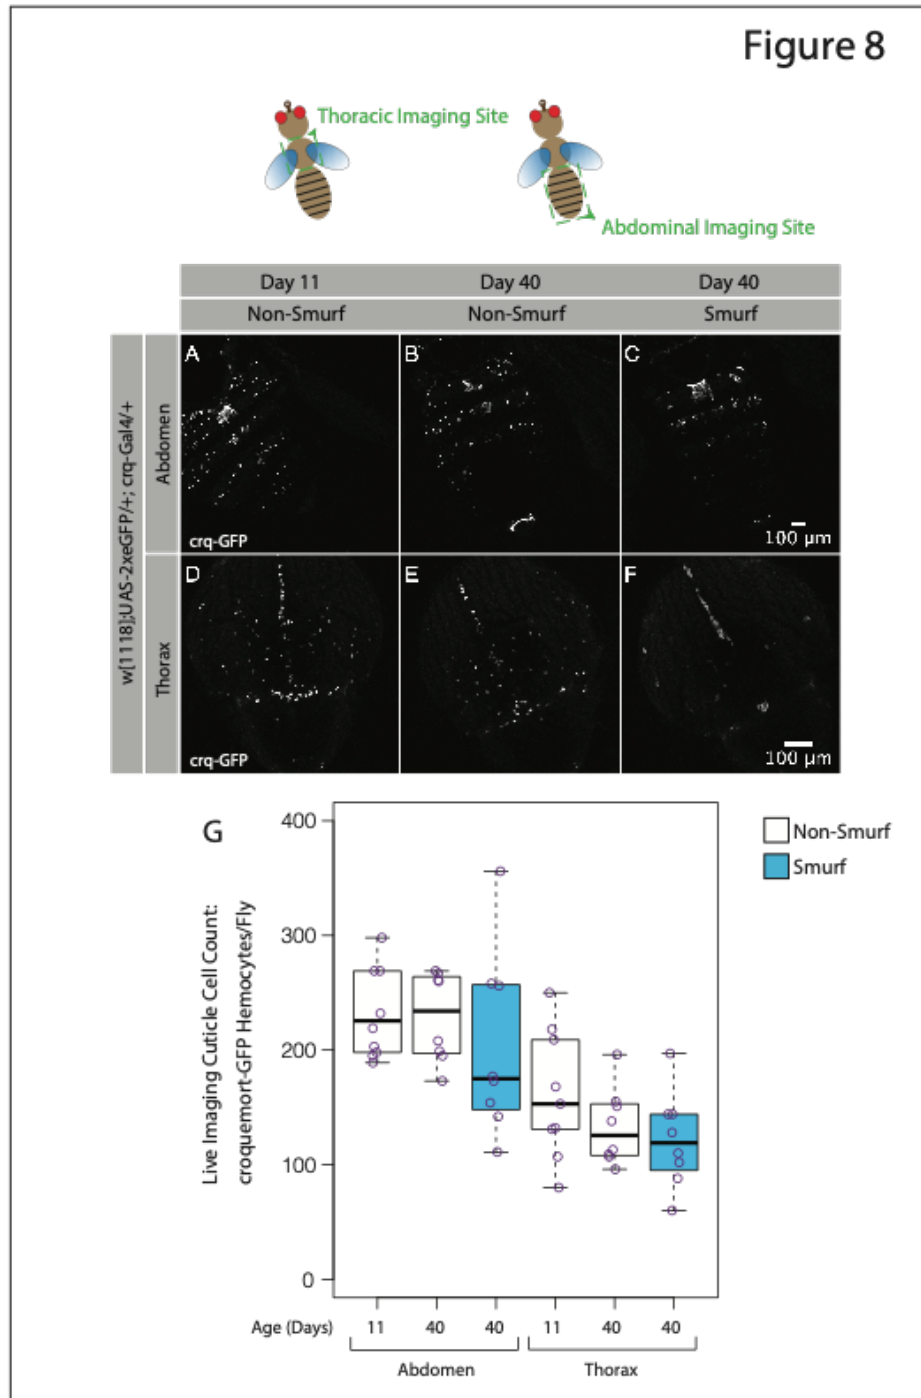 Figure 8
Thoracic Imaging Site
Abdominal Imaging Site
Day 11
Day 40
Day 40
Non-Smurf
Non-Smurf
Smurf
w[1118];UAS-2xeGFP/+; crq-Gal4/+
Abdomen
A
B
C
crq-GFP
100 µm
Thorax
D
E
F
crq-GFP
100 µm
G
Non-Smurf
Smurf
Live Imaging Cuticle Cell Count:
croquemort-GFP Hemocytes/Fly
400
300
200
100
0
Age (Days) 11 40 40 11 40 40
Abdomen Thorax